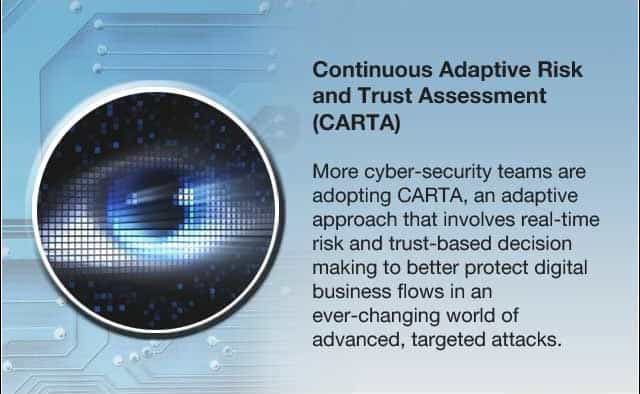 Continuous Adaptive Risk
and Trust Assessment
(CARTA)
More cyber-security teams are
adopting CARTA, an adaptive
approach that involves real-time
risk and trust-based decision
making to better protect digital
business flows in an
ever-changing world of
advanced, targeted attacks.